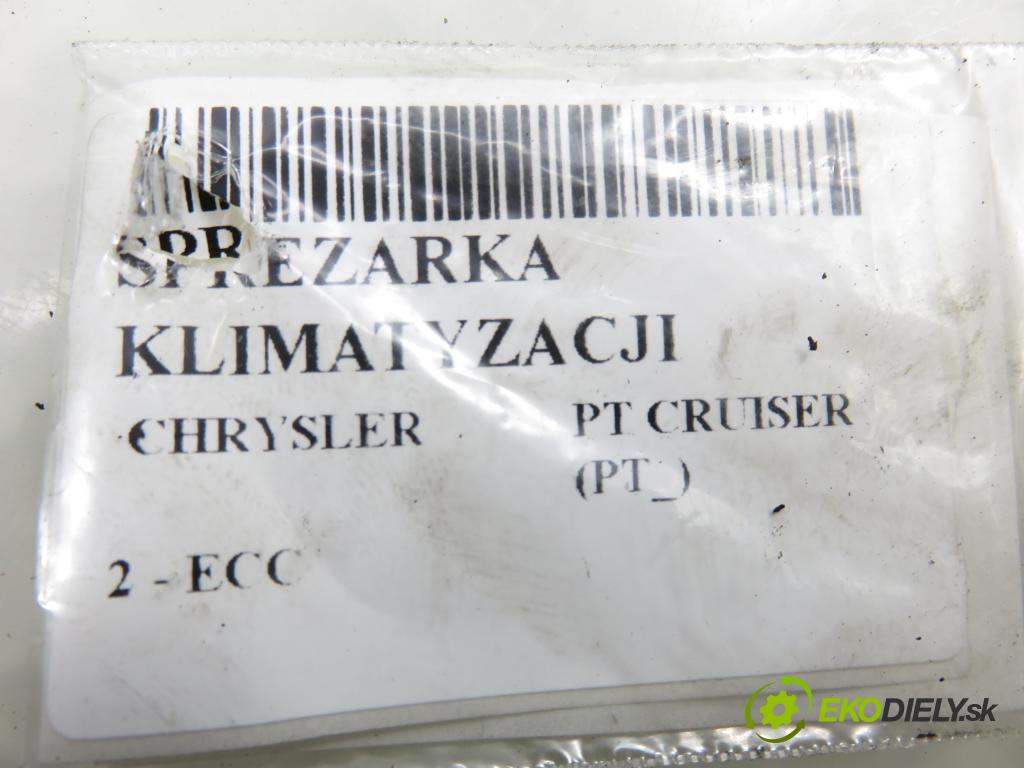 SPREZARKA
KLIMATYZACJI
CHRYSLER PT CRUISER
(PT_)
2 - ECC
EKODIELY.sk